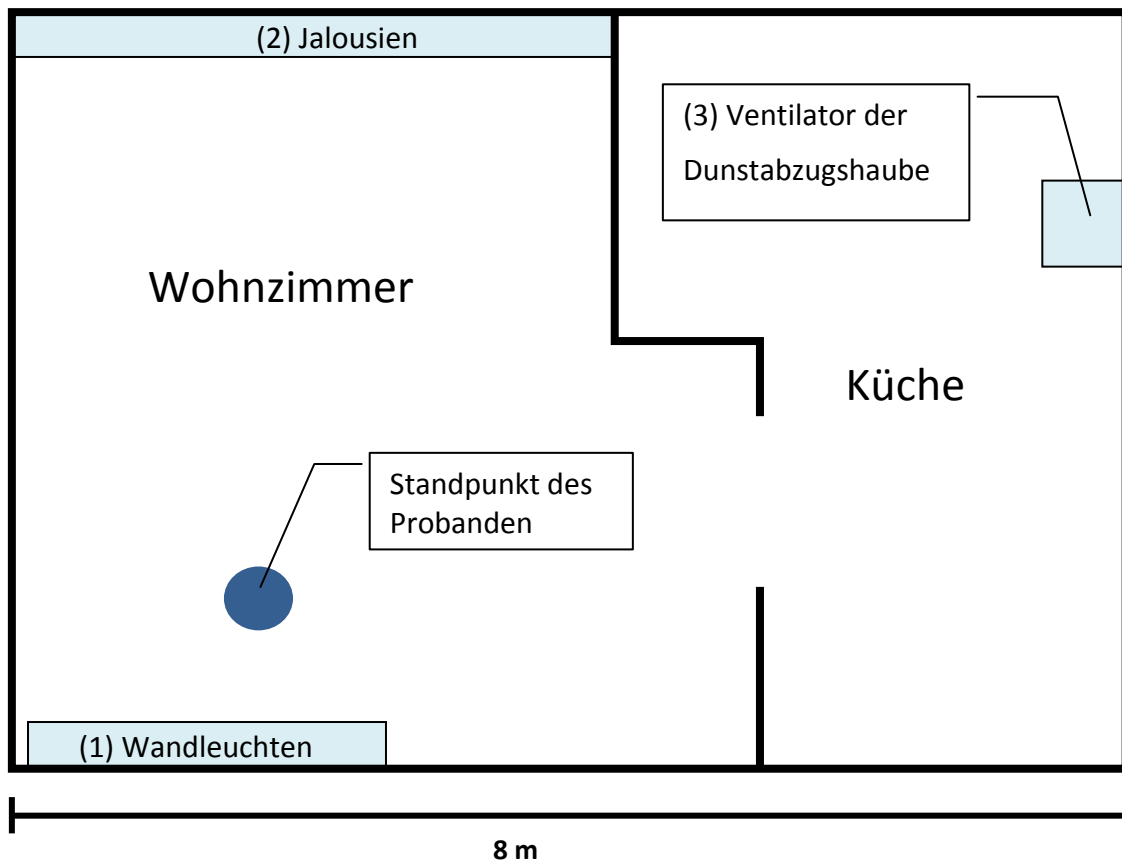 (2) Jalousien
(3) Ventilator der
Dunstabzugshaube
Wohnzimmer
Küche
Standpunkt des
Probanden
(1) Wandleuchten
8 m